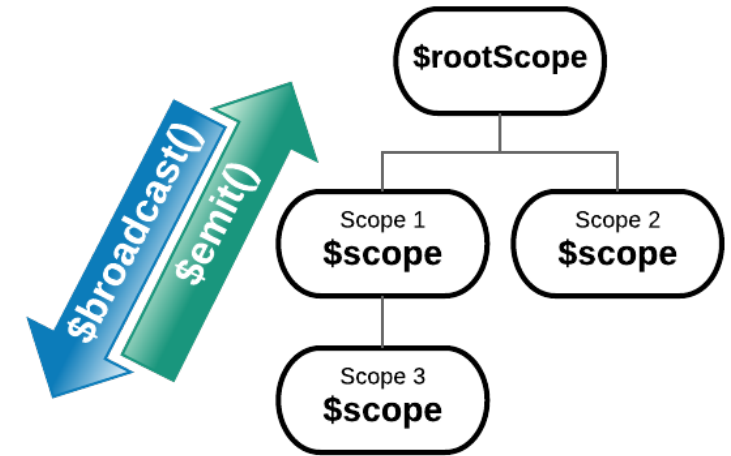 $rootScope
$broadcast()
$emit()
Scope 1
$scope
Scope 2
$scope
Scope 3
$scope